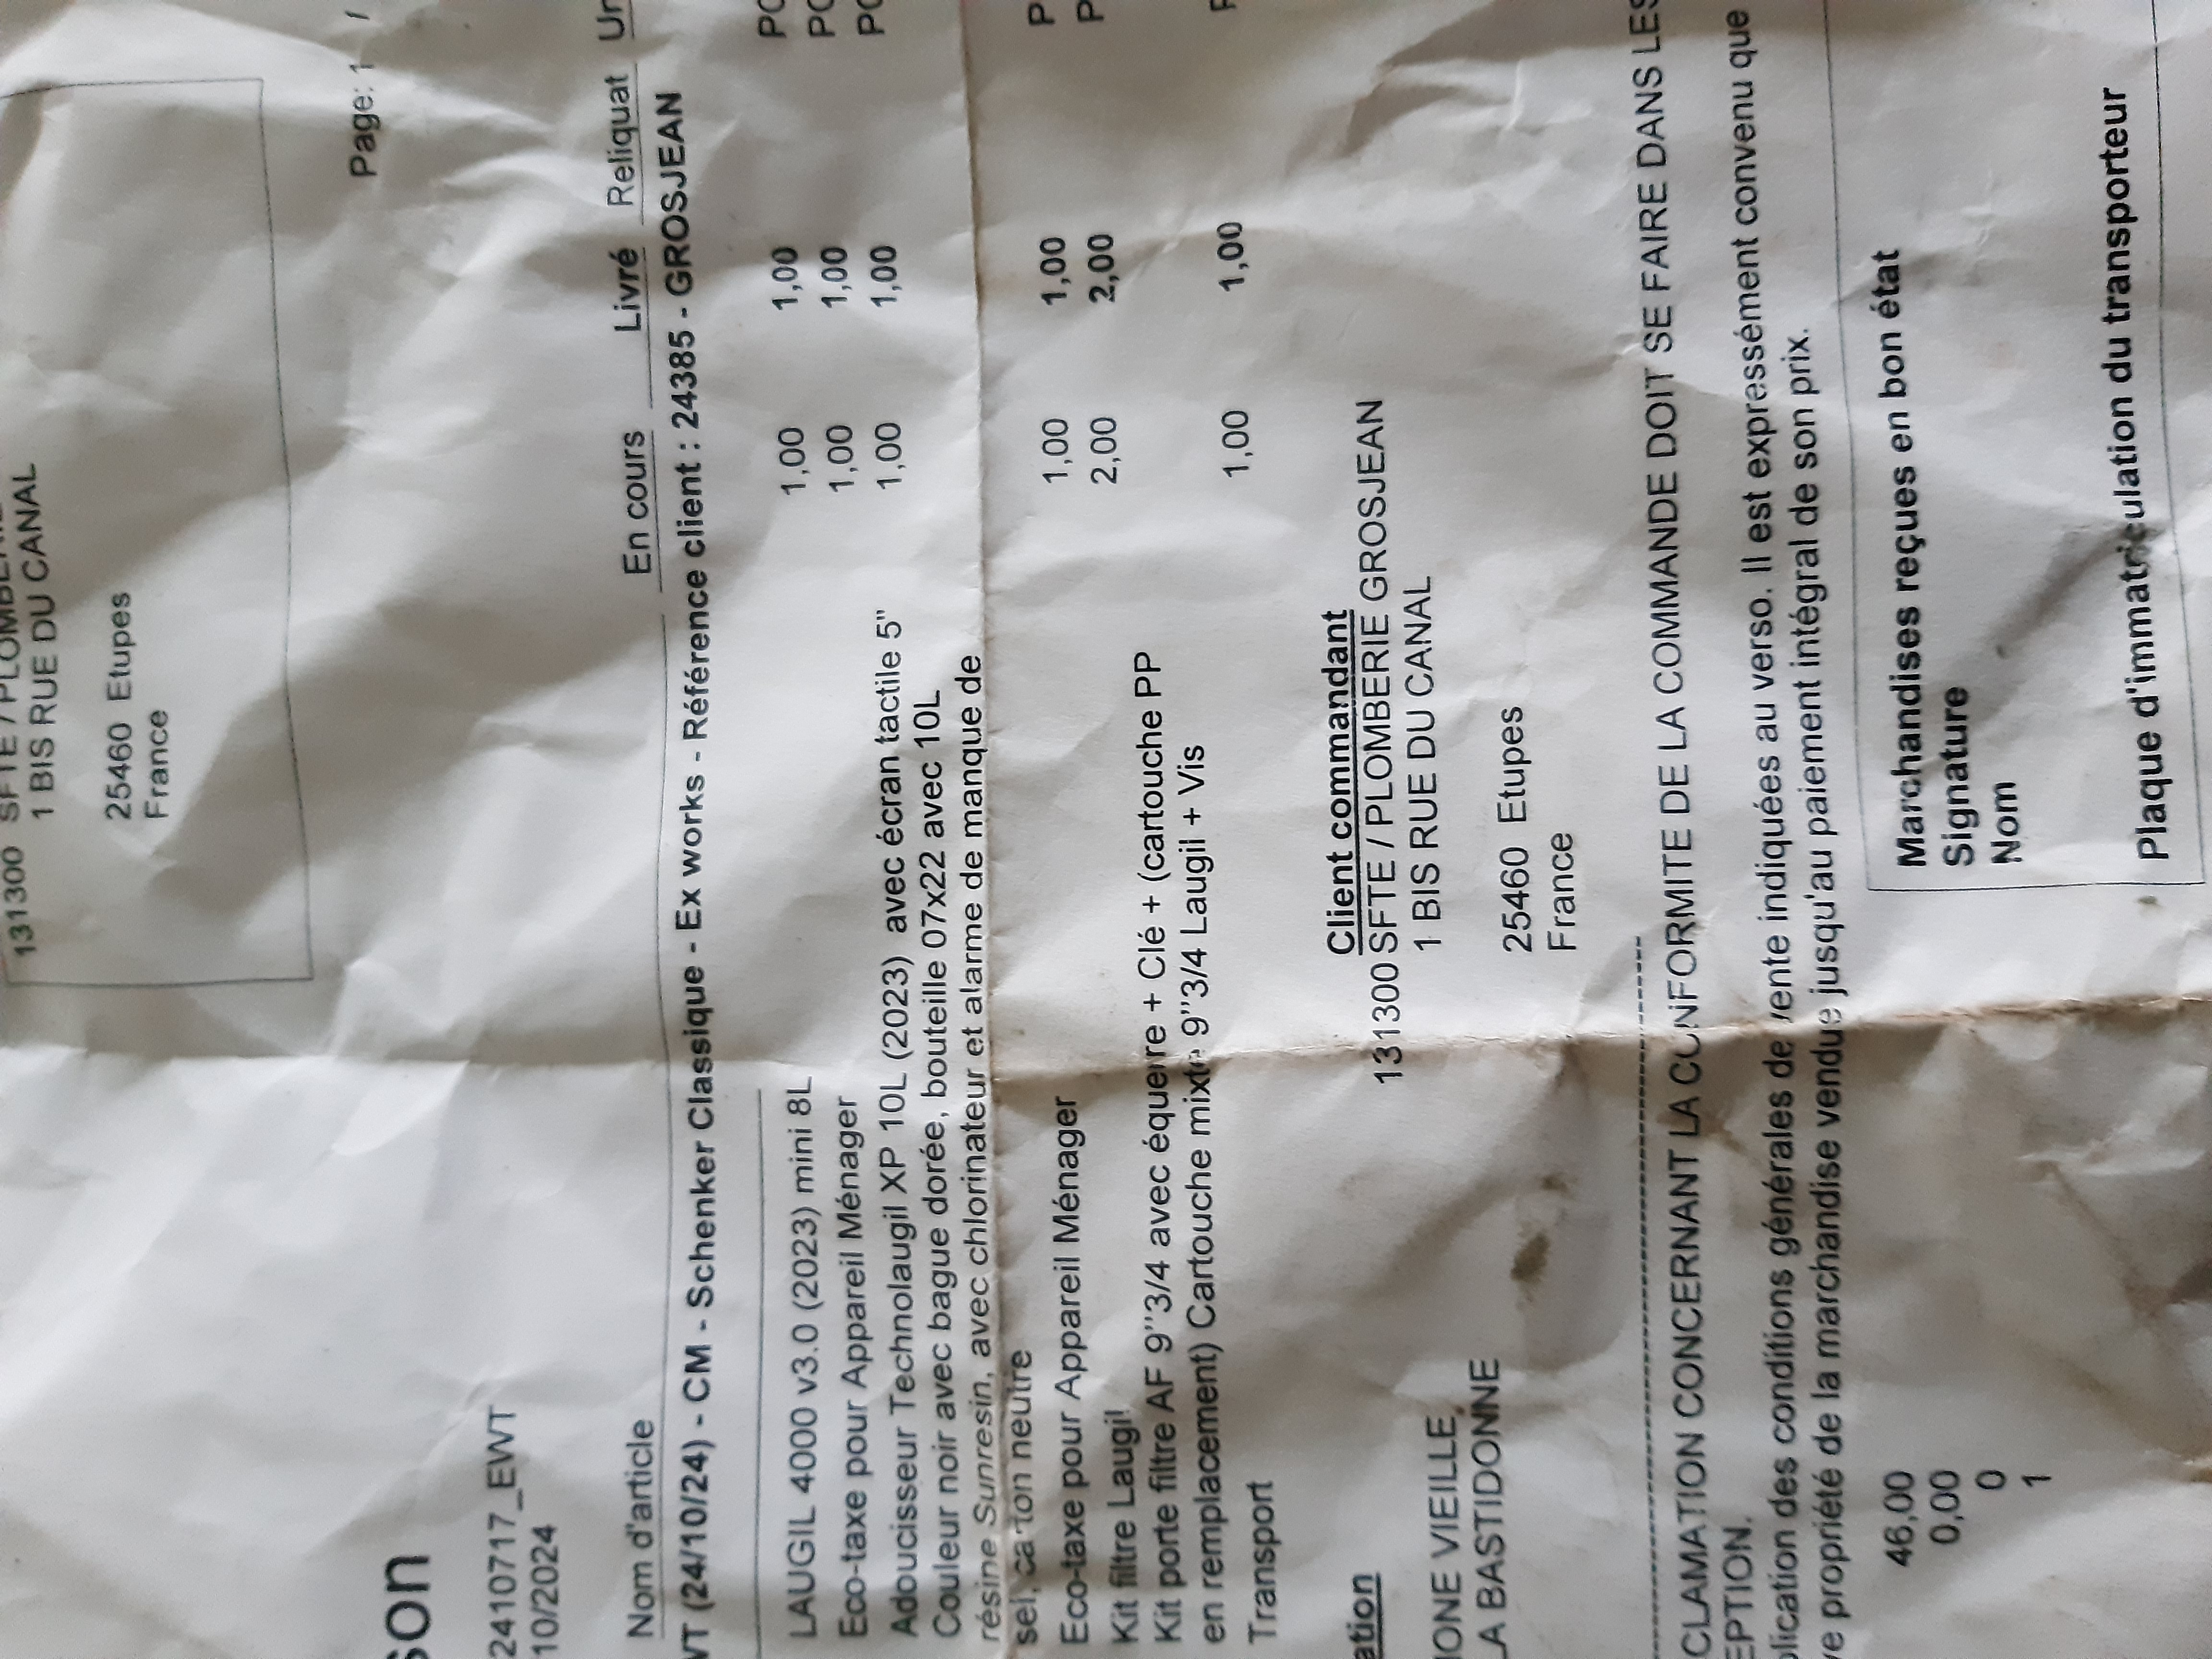 131300
1 BIS RUE DU CANAL
25460 Etupes
France
Page: 1 /
2410717_EWT
10/2024
Nom d'article En cours Livré Reliquat
(24/10/24) - CM - Schenker Classique - Ex works - Référence client : 24385 - GROSJEAN
LAUGIL 4000 v3.0 (2023) mini 8L 1,00 1,00
Eco-taxe pour Appareil Ménager 1,00 1,00
Adoucisseur Technolaugil XP 10L (2023) avec écran tactile 5" 1,00 1,00
Couleur noir avec bague dorée, bouteille 07x22 avec 10L
résine Sunresin, avec chlorinateur et alarme de manque de
sel, neutre
Eco-taxe pour Appareil Ménager 1,00 1,00
Kit filtre Laugil 2,00 2,00
Kit porte filtre AF 9"3/4 avec équerre + Clé + (cartouche PP
en remplacement) Cartouche mixte 9"3/4 Laugil + Vis
Transport 1,00 1,00
Client commandant
131300 SFTE / PLOMBERIE GROSJEAN
VIEILLE 1 BIS RUE DU CANAL
LA BASTIDONNE
25460 Etupes
France
CONCERNANT LA CONFORMITE DE LA COMMANDE DOIT SE FAIRE DANS LES
des conditions générales de vente indiquées au verso. Il est expressément convenu que
propriété de la marchandise vendue jusqu'au paiement intégral de son prix.
46,00
0,00
0
1
Marchandises reçues en bon état
Signature
Nom
Plaque d'immatriculation du transporteur